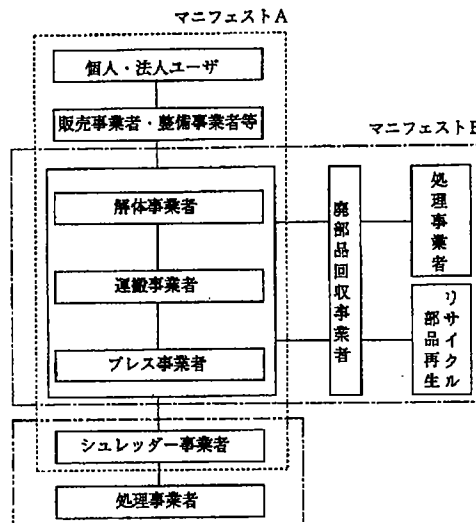 マニフェストA
個人・法人ユーザ
販売事業者・整備事業者等
マニフェストB
解体事業者
運搬事業者
プレス事業者
廃部品回収事業者
処理事業者
リサイクル
部品再生
シュレッダー事業者
処理事業者